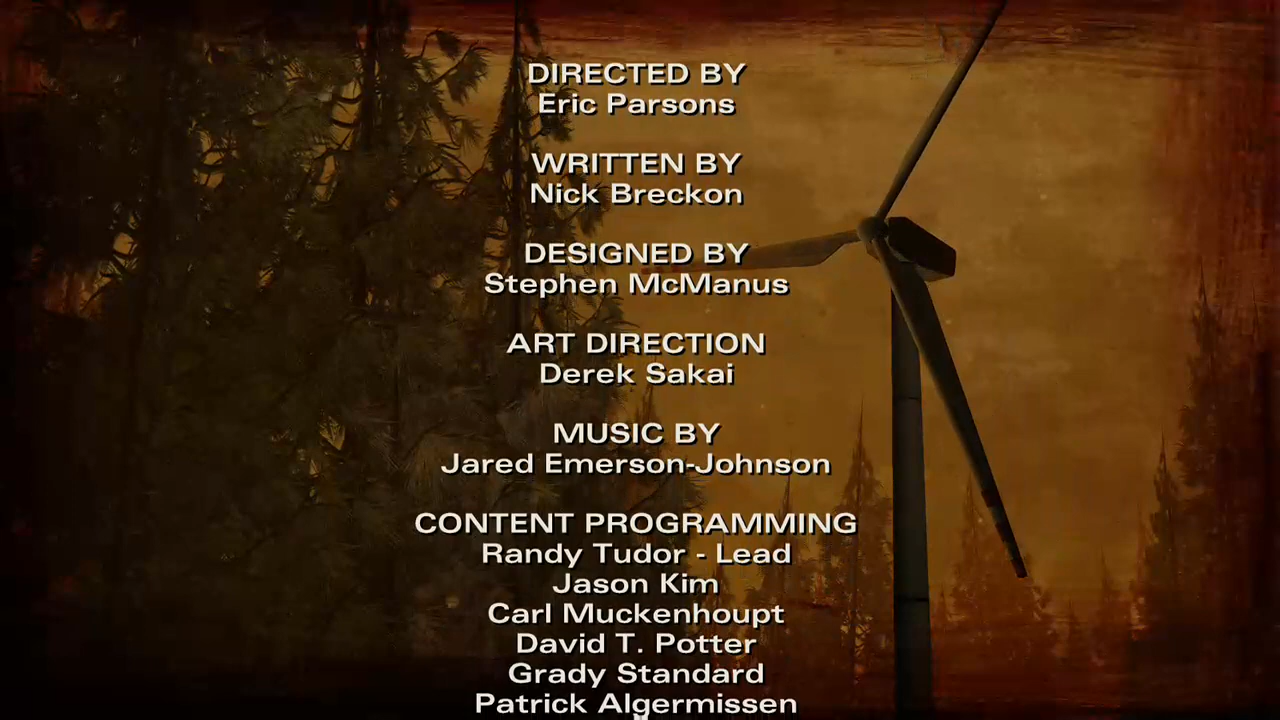 DIRECTED BY
Eric Parsons
WRITTEN BY
Nick Breckon
DESIGNED BY
Stephen McManus
ART DIRECTION
Derek Sakai
MUSIC BY
Jared Emerson-Johnson
CONTENT PROGRAMMING
Randy Tudor - Lead
Jason Kim
Carl Muckenhoupt
David T. Potter
Grady Standard
Patrick Algermissen